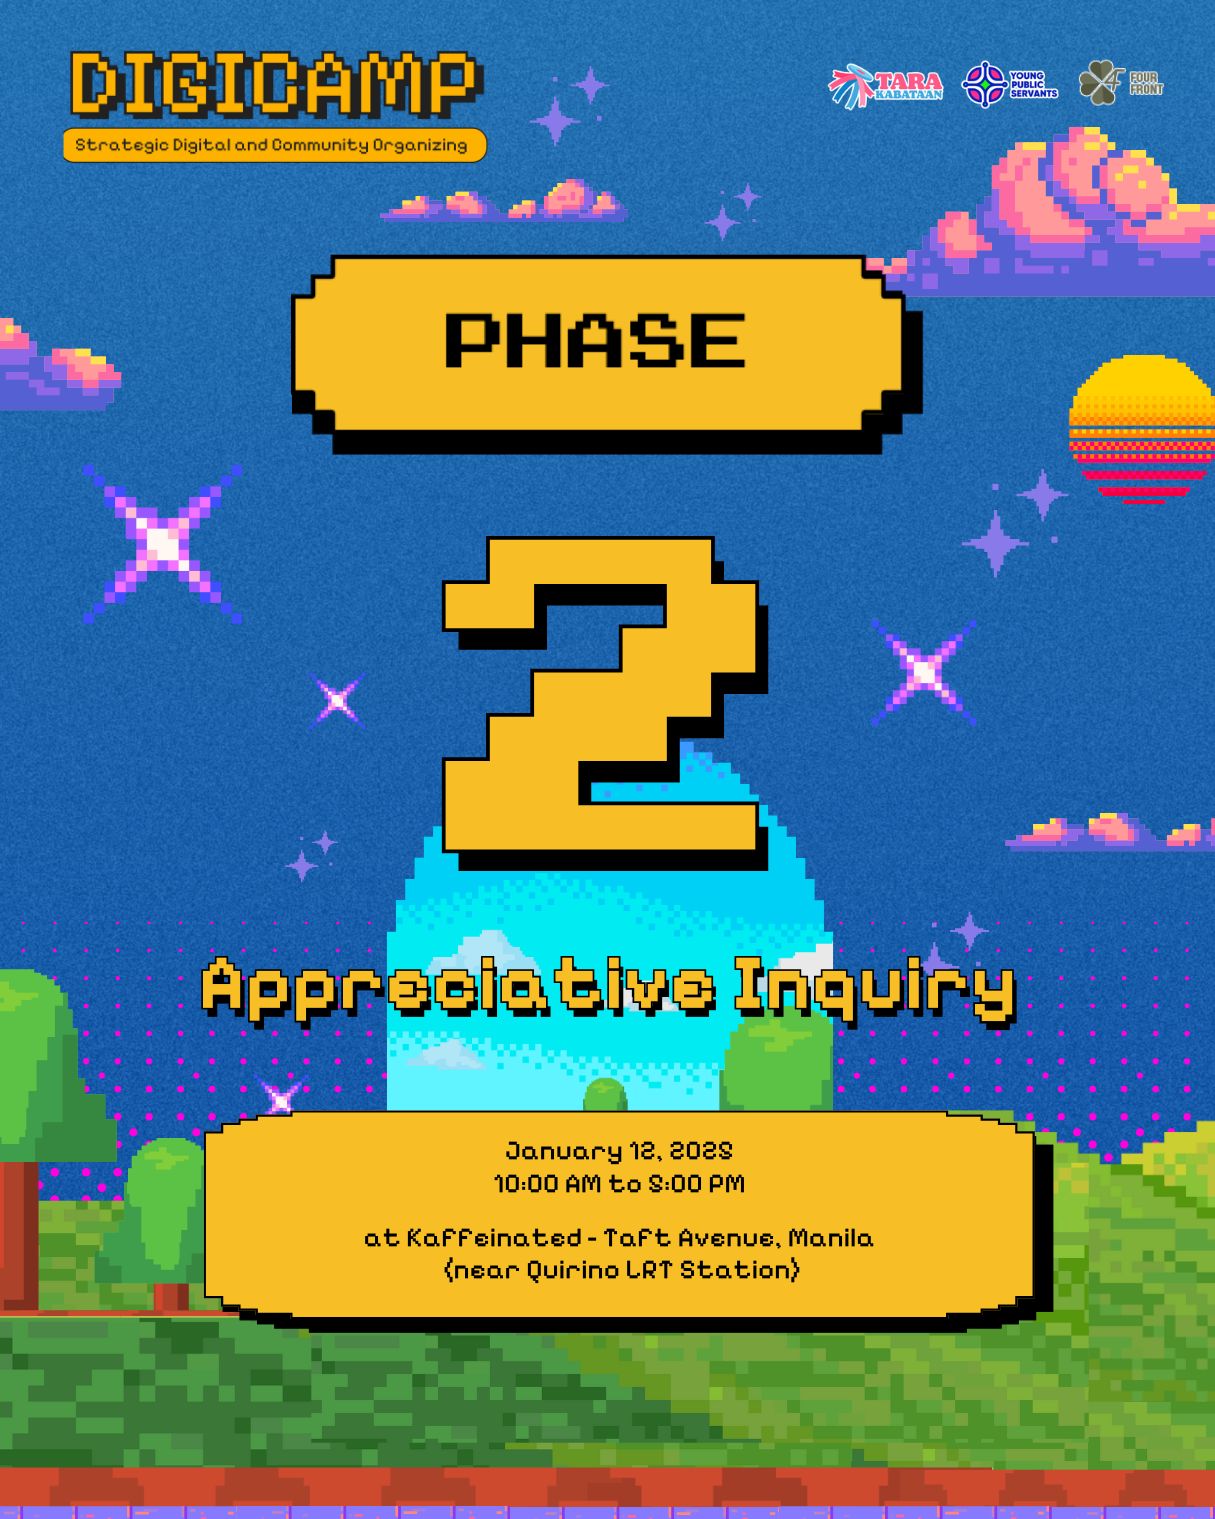 DIGICAMP
Strategic Digital and Community Organizing
TARA
KABATAAN
YOUNG
PUBLIC
SERVANTS
4
FOUR
FRONT
PHASE
2
Appreciative Inquiry
January 12, 2025
10:00 AM to 5:00 PM
at Kaffeinated - Taft Avenue, Manila
(near Quirino LRT Station)